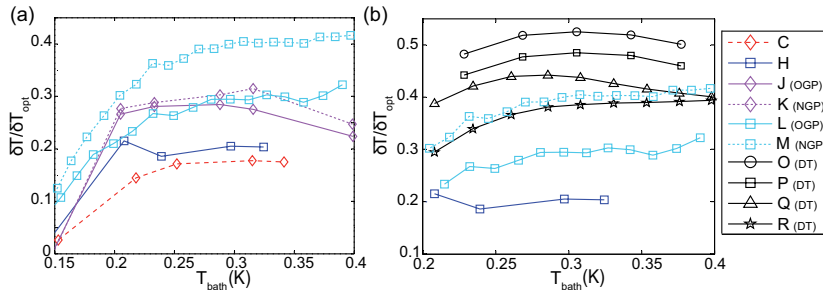 (a)
δT/δT_opt
0.4
0.3
0.2
0.1
0
0.15
0.2
0.25
0.3
0.35
0.4
T_bath(K)
(b)
δT/δT_opt
0.5
0.4
0.3
0.2
0.1
0.2
0.25
0.3
0.35
0.4
T_bath(K)
C
H
J (OGP)
K (NGP)
L (OGP)
M (NGP)
O (DT)
P (DT)
Q (DT)
R (DT)